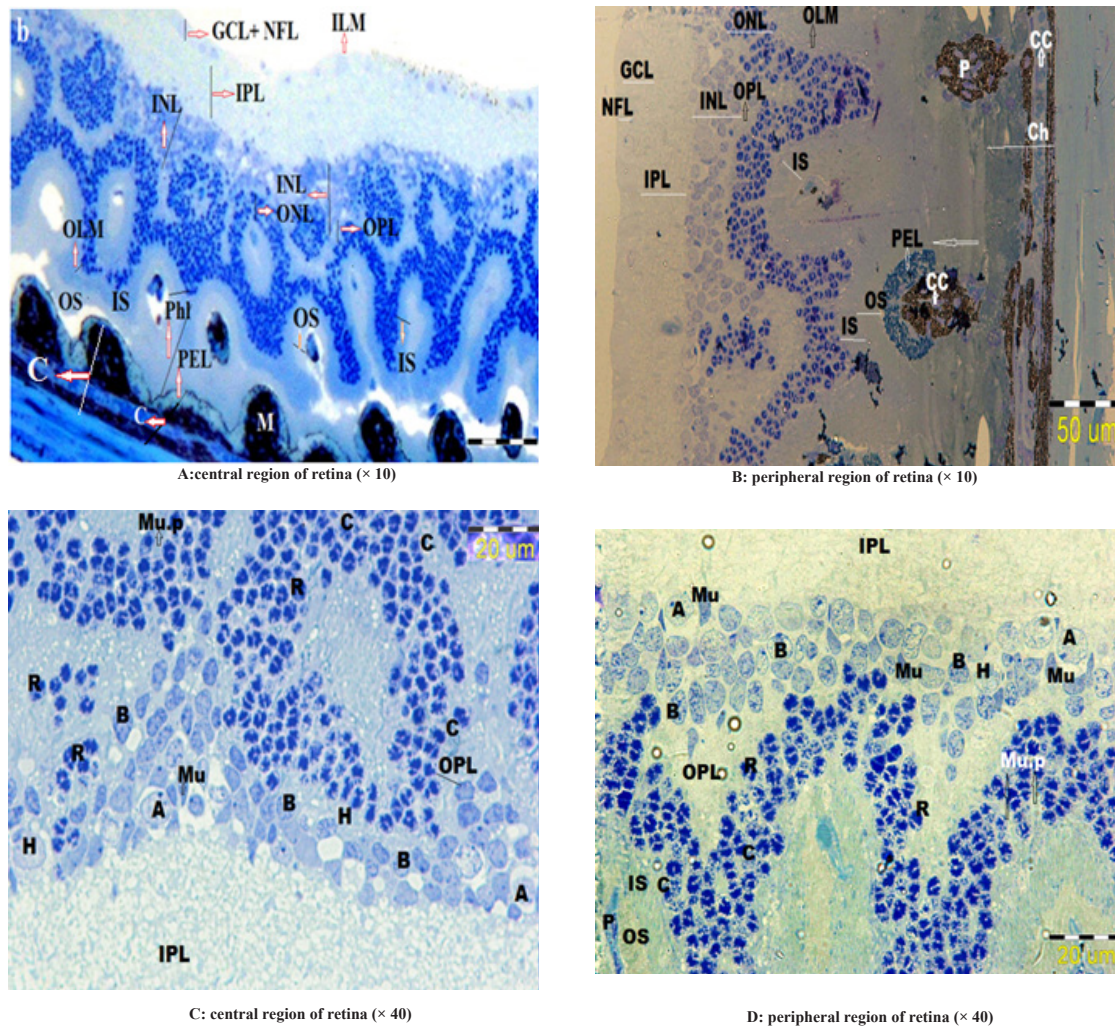 b
GCL+ NFL
ILM
IPL
INL
INL
ONL
OPL
OLM
OS
IS
Phl
OS
IS
PEL
C
C
M
A:central region of retina (× 10)
ONL
OLM
CC
P
GCL
OPL
NFL
INL
Ch
IS
IPL
PEL
CC
OS
IS
50 um
B: peripheral region of retina (× 10)
Mu.p
C
C
20 um
R
R
B
C
R
OPL
Mu
B
A
H
H
B
A
IPL
C: central region of retina (× 40)
IPL
Mu
A
A
B
B
Mu
H
Mu
B
Mu.p
OPL
R
R
C
IS
C
P
OS
20 um
D: peripheral region of retina (× 40)